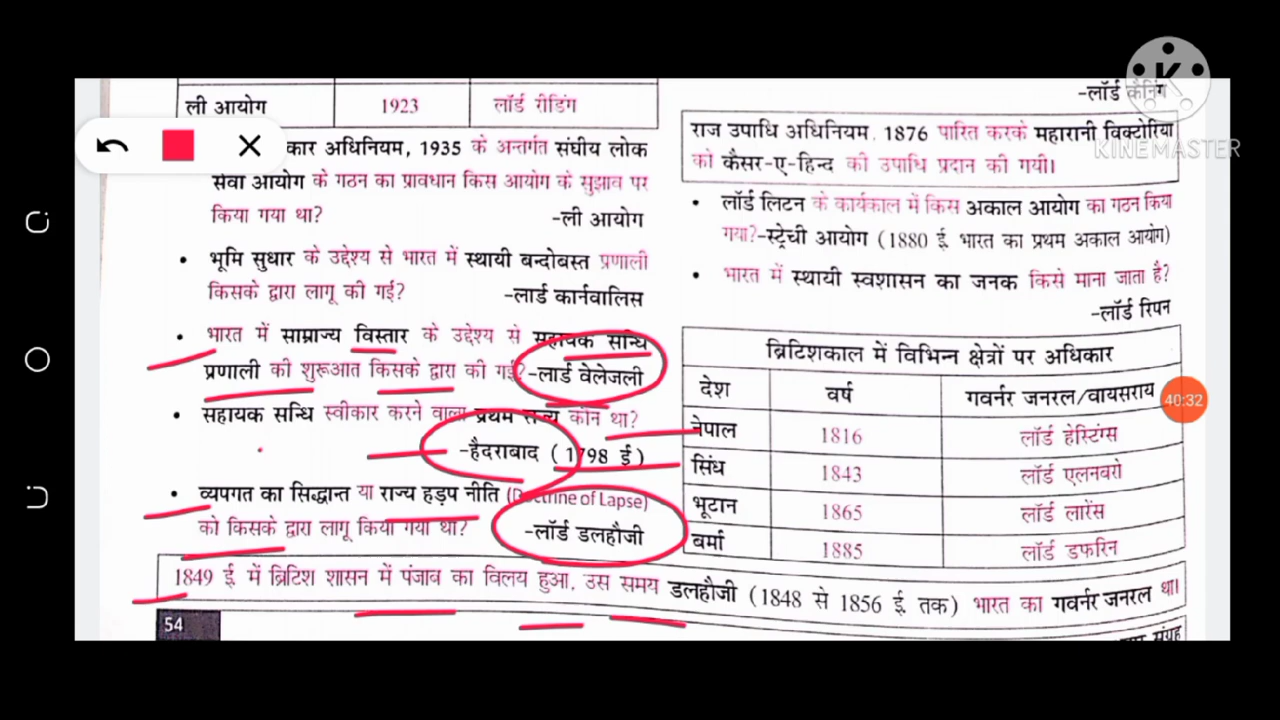 ली आयोग 1923 लॉर्ड रीडिंग
कार अधिनियम, 1935 के अन्तर्गत संघीय लोक
सेवा आयोग के गठन का प्रावधान किस आयोग के सुझाव पर
किया गया था? -ली आयोग
• भूमि सुधार के उद्देश्य से भारत में स्थायी बन्दोबस्त प्रणाली
किसके द्वारा लागू की गई? -लार्ड कार्नवालिस
• भारत में साम्राज्य विस्तार के उद्देश्य से सहायक सन्धि
प्रणाली की शुरूआत किसके द्वारा की गई? -लार्ड वेलेजली
• सहायक सन्धि स्वीकार करने वाला प्रथम राज्य कौन था?
-हैदराबाद (1798 ई)
• व्यपगत का सिद्धान्त या राज्य हड़प नीति (Doctrine of Lapse)
को किसके द्वारा लागू किया गया था? -लॉर्ड डलहौजी
-लॉर्ड कैनिंग
राज उपाधि अधिनियम, 1876 पारित करके महारानी विक्टोरिया
को कैसर-ए-हिन्द की उपाधि प्रदान की गयी।
• लॉर्ड लिटन के कार्यकाल में किस अकाल आयोग का गठन किया
गया?-स्ट्रेची आयोग (1880 ई. भारत का प्रथम अकाल आयोग)
• भारत में स्थायी स्वशासन का जनक किसे माना जाता है?
-लॉर्ड रिपन
ब्रिटिशकाल में विभिन्न क्षेत्रों पर अधिकार
देश वर्ष गवर्नर जनरल/वायसराय
नेपाल 1816 लॉर्ड हेस्टिंग्स
सिंध 1843 लॉर्ड एलनबरो
भूटान 1865 लॉर्ड लारेंस
बर्मा 1885 लॉर्ड डफरिन
1849 ई में ब्रिटिश शासन में पंजाब का विलय हुआ, उस समय डलहौजी (1848 से 1856 ई तक) भारत का गवर्नर जनरल था।
54
संग्रह
K
KINEMASTER
40:32